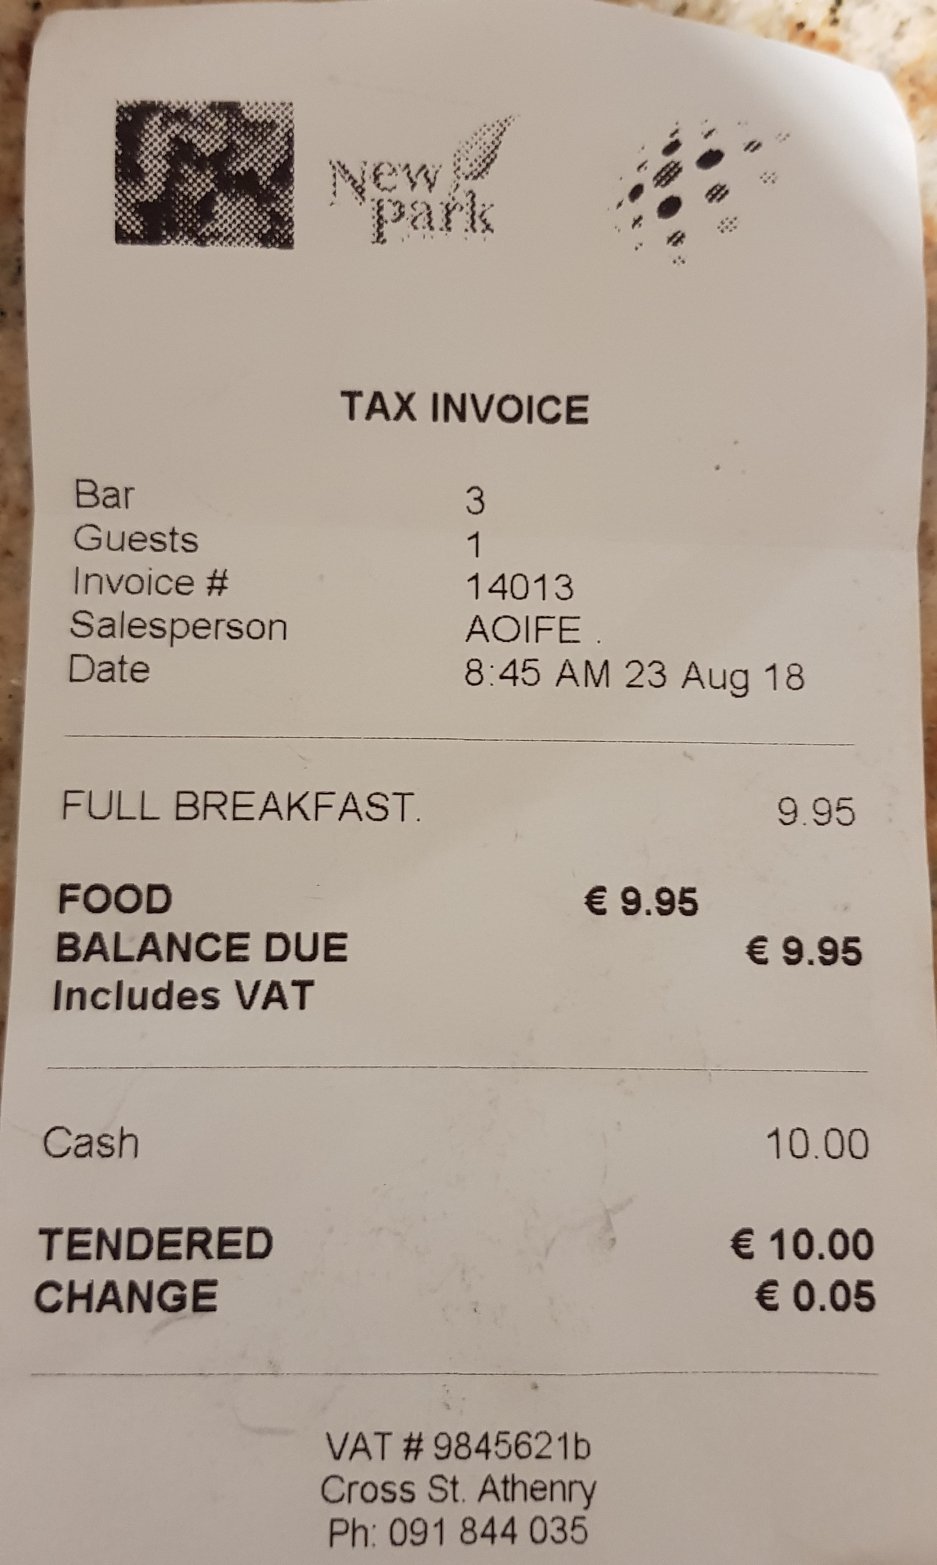 New
park
TAX INVOICE
Bar 3
Guests 1
Invoice # 14013
Salesperson AOIFE .
Date 8:45 AM 23 Aug 18
FULL BREAKFAST. 9.95
FOOD € 9.95
BALANCE DUE € 9.95
Includes VAT
Cash 10.00
TENDERED € 10.00
CHANGE € 0.05
VAT # 9845621b
Cross St. Athenry
Ph: 091 844 035